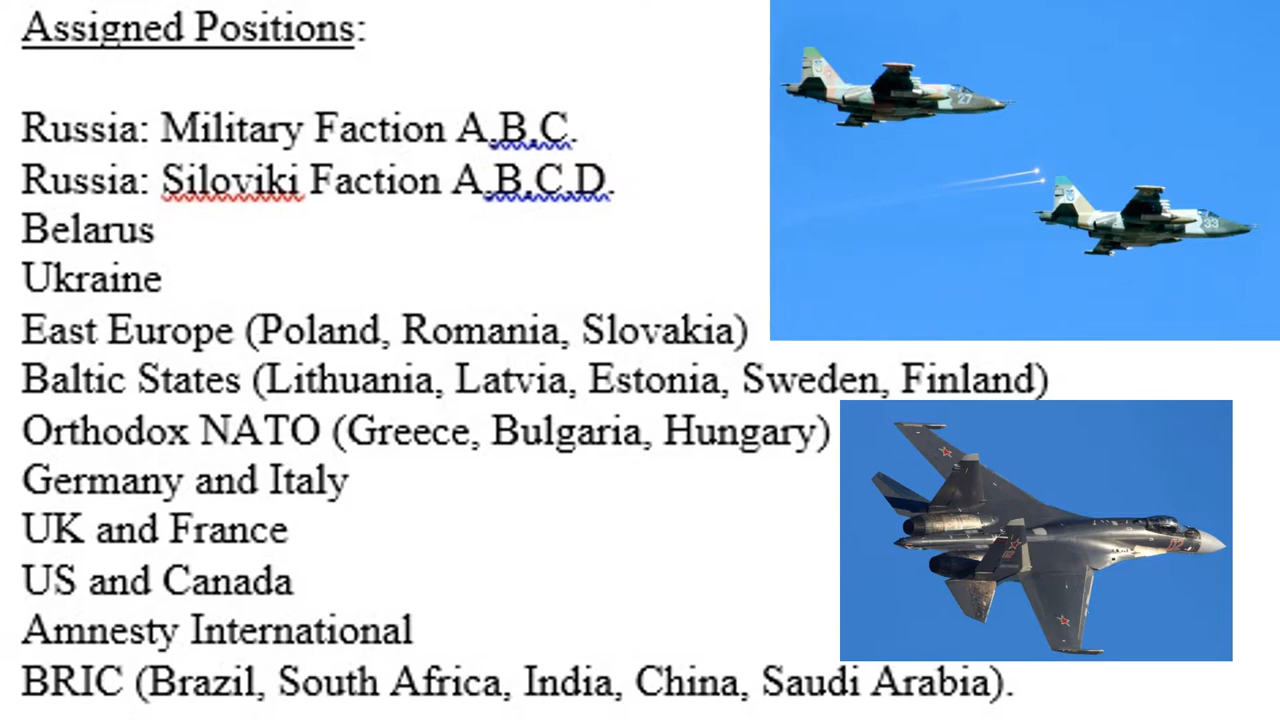 Assigned Positions:
Russia: Military Faction A.B.C.
Russia: Siloviki Faction A.B.C.D.
Belarus
Ukraine
East Europe (Poland, Romania, Slovakia)
Baltic States (Lithuania, Latvia, Estonia, Sweden, Finland)
Orthodox NATO (Greece, Bulgaria, Hungary)
Germany and Italy
UK and France
US and Canada
Amnesty International
BRIC (Brazil, South Africa, India, China, Saudi Arabia).
27
33